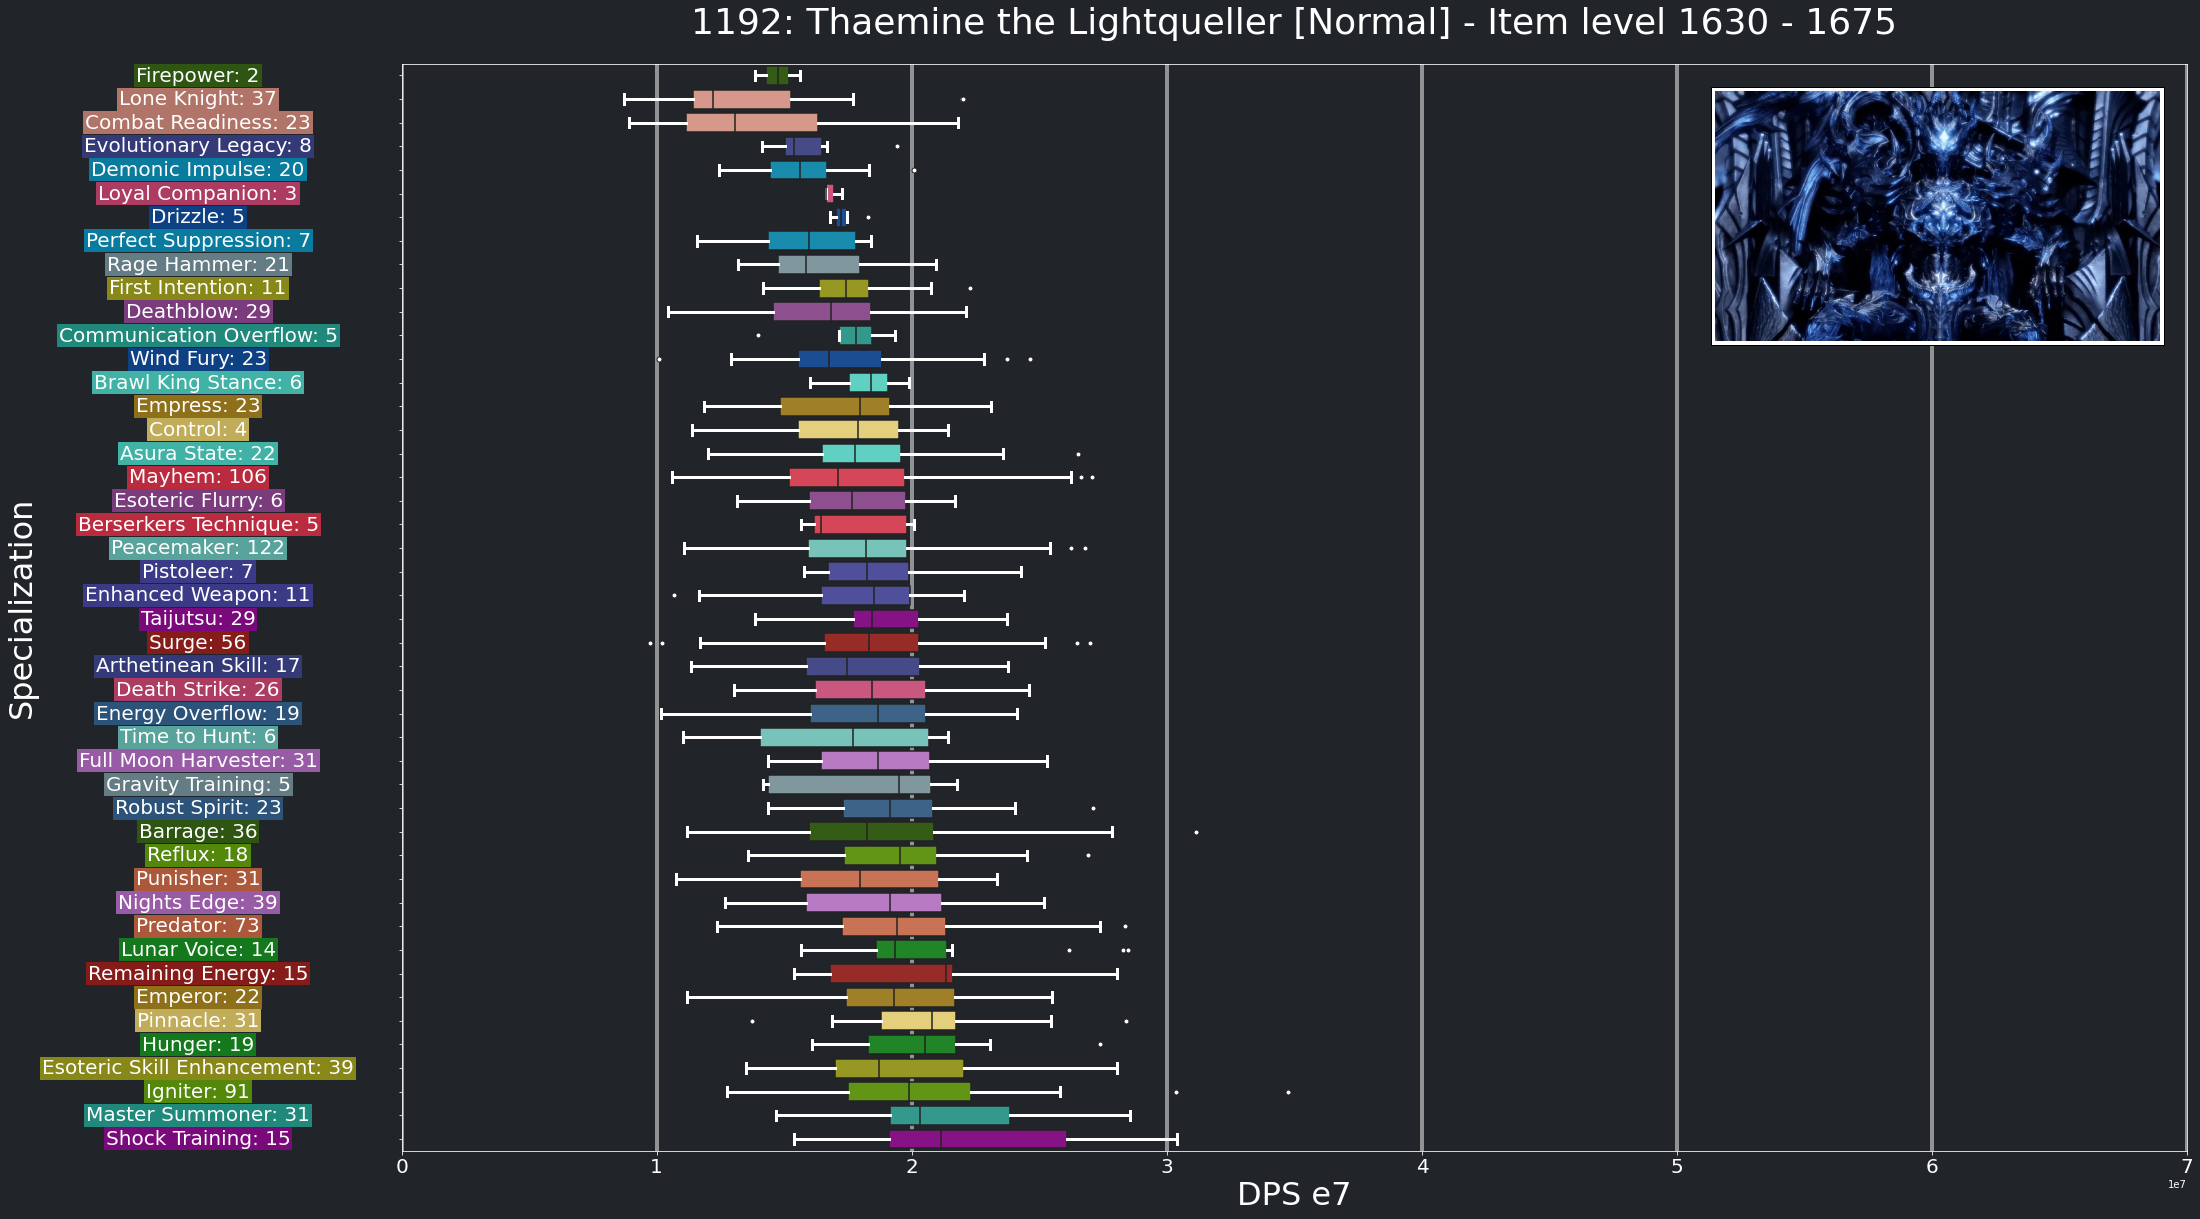 1192: Thaemine the Lightqueller [Normal] - Item level 1630 - 1675
Specialization
Firepower: 2
Lone Knight: 37
Combat Readiness: 23
Evolutionary Legacy: 8
Demonic Impulse: 20
Loyal Companion: 3
Drizzle: 5
Perfect Suppression: 7
Rage Hammer: 21
First Intention: 11
Deathblow: 29
Communication Overflow: 5
Wind Fury: 23
Brawl King Stance: 6
Empress: 23
Control: 4
Asura State: 22
Mayhem: 106
Esoteric Flurry: 6
Berserkers Technique: 5
Peacemaker: 122
Pistoleer: 7
Enhanced Weapon: 11
Taijutsu: 29
Surge: 56
Arthetinean Skill: 17
Death Strike: 26
Energy Overflow: 19
Time to Hunt: 6
Full Moon Harvester: 31
Gravity Training: 5
Robust Spirit: 23
Barrage: 36
Reflux: 18
Punisher: 31
Nights Edge: 39
Predator: 73
Lunar Voice: 14
Remaining Energy: 15
Emperor: 22
Pinnacle: 31
Hunger: 19
Esoteric Skill Enhancement: 39
Igniter: 91
Master Summoner: 31
Shock Training: 15
0 1 2 3 4 5 6 7
1e7
DPS e7